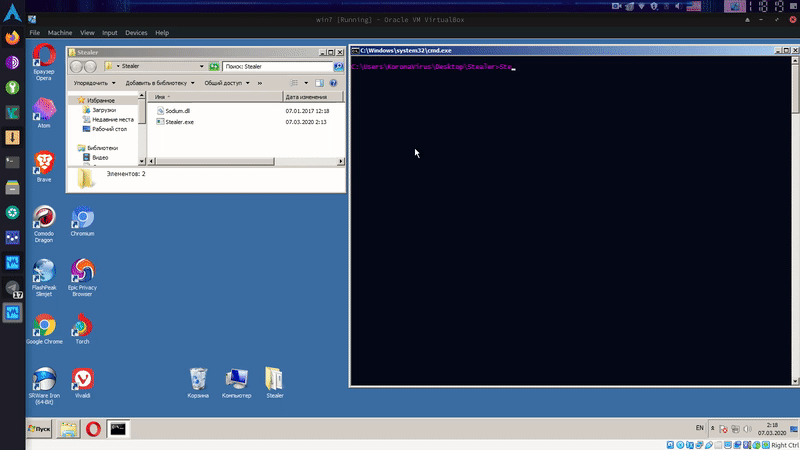 win7 [Running] - Oracle VM VirtualBox
File Machine View Input Devices Help
Stealer
Stealer
Поиск: Stealer
Упорядочить
Добавить в библиотеку
Общий доступ
»
Избранное
Загрузки
Недавние места
Рабочий стол
Библиотеки
Видео
Имя
Дата изменения
Sodium.dll
07.01.2017 12:18
Stealer.exe
07.03.2020 2:13
Элементов: 2
C:\Windows\system32\cmd.exe
C:\Users\KoronaVirus\Desktop\Stealer>Ste_
Браузер
Opera
Atom
Brave
Comodo
Dragon
Chromium
FlashPeak
Slimjet
Epic Privacy
Browser
Google Chrome
Torch
SRWare Iron
(64-Bit)
Vivaldi
Корзина
Компьютер
Stealer
17
Пуск
EN
2:18
07.03.2020
Right Ctrl